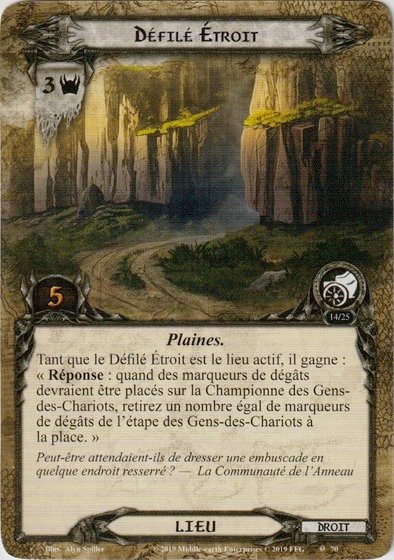 Défilé Étroit
3
5
14/25
Plaines.
Tant que le Défilé Étroit est le lieu actif, il gagne :
« Réponse : quand des marqueurs de dégâts
devraient être placés sur la Championne des Gens-
des-Chariots, retirez un nombre égal de marqueurs
de dégâts de l'étape des Gens-des-Chariots à
la place. »
Peut-être attendaient-ils de dresser une embuscade en
quelque endroit resserré ? — La Communauté de l'Anneau
LIEU
DROIT
Illus. Alyn Spiller
©2019 Middle-earth Enterprises ©2019 FFG
70